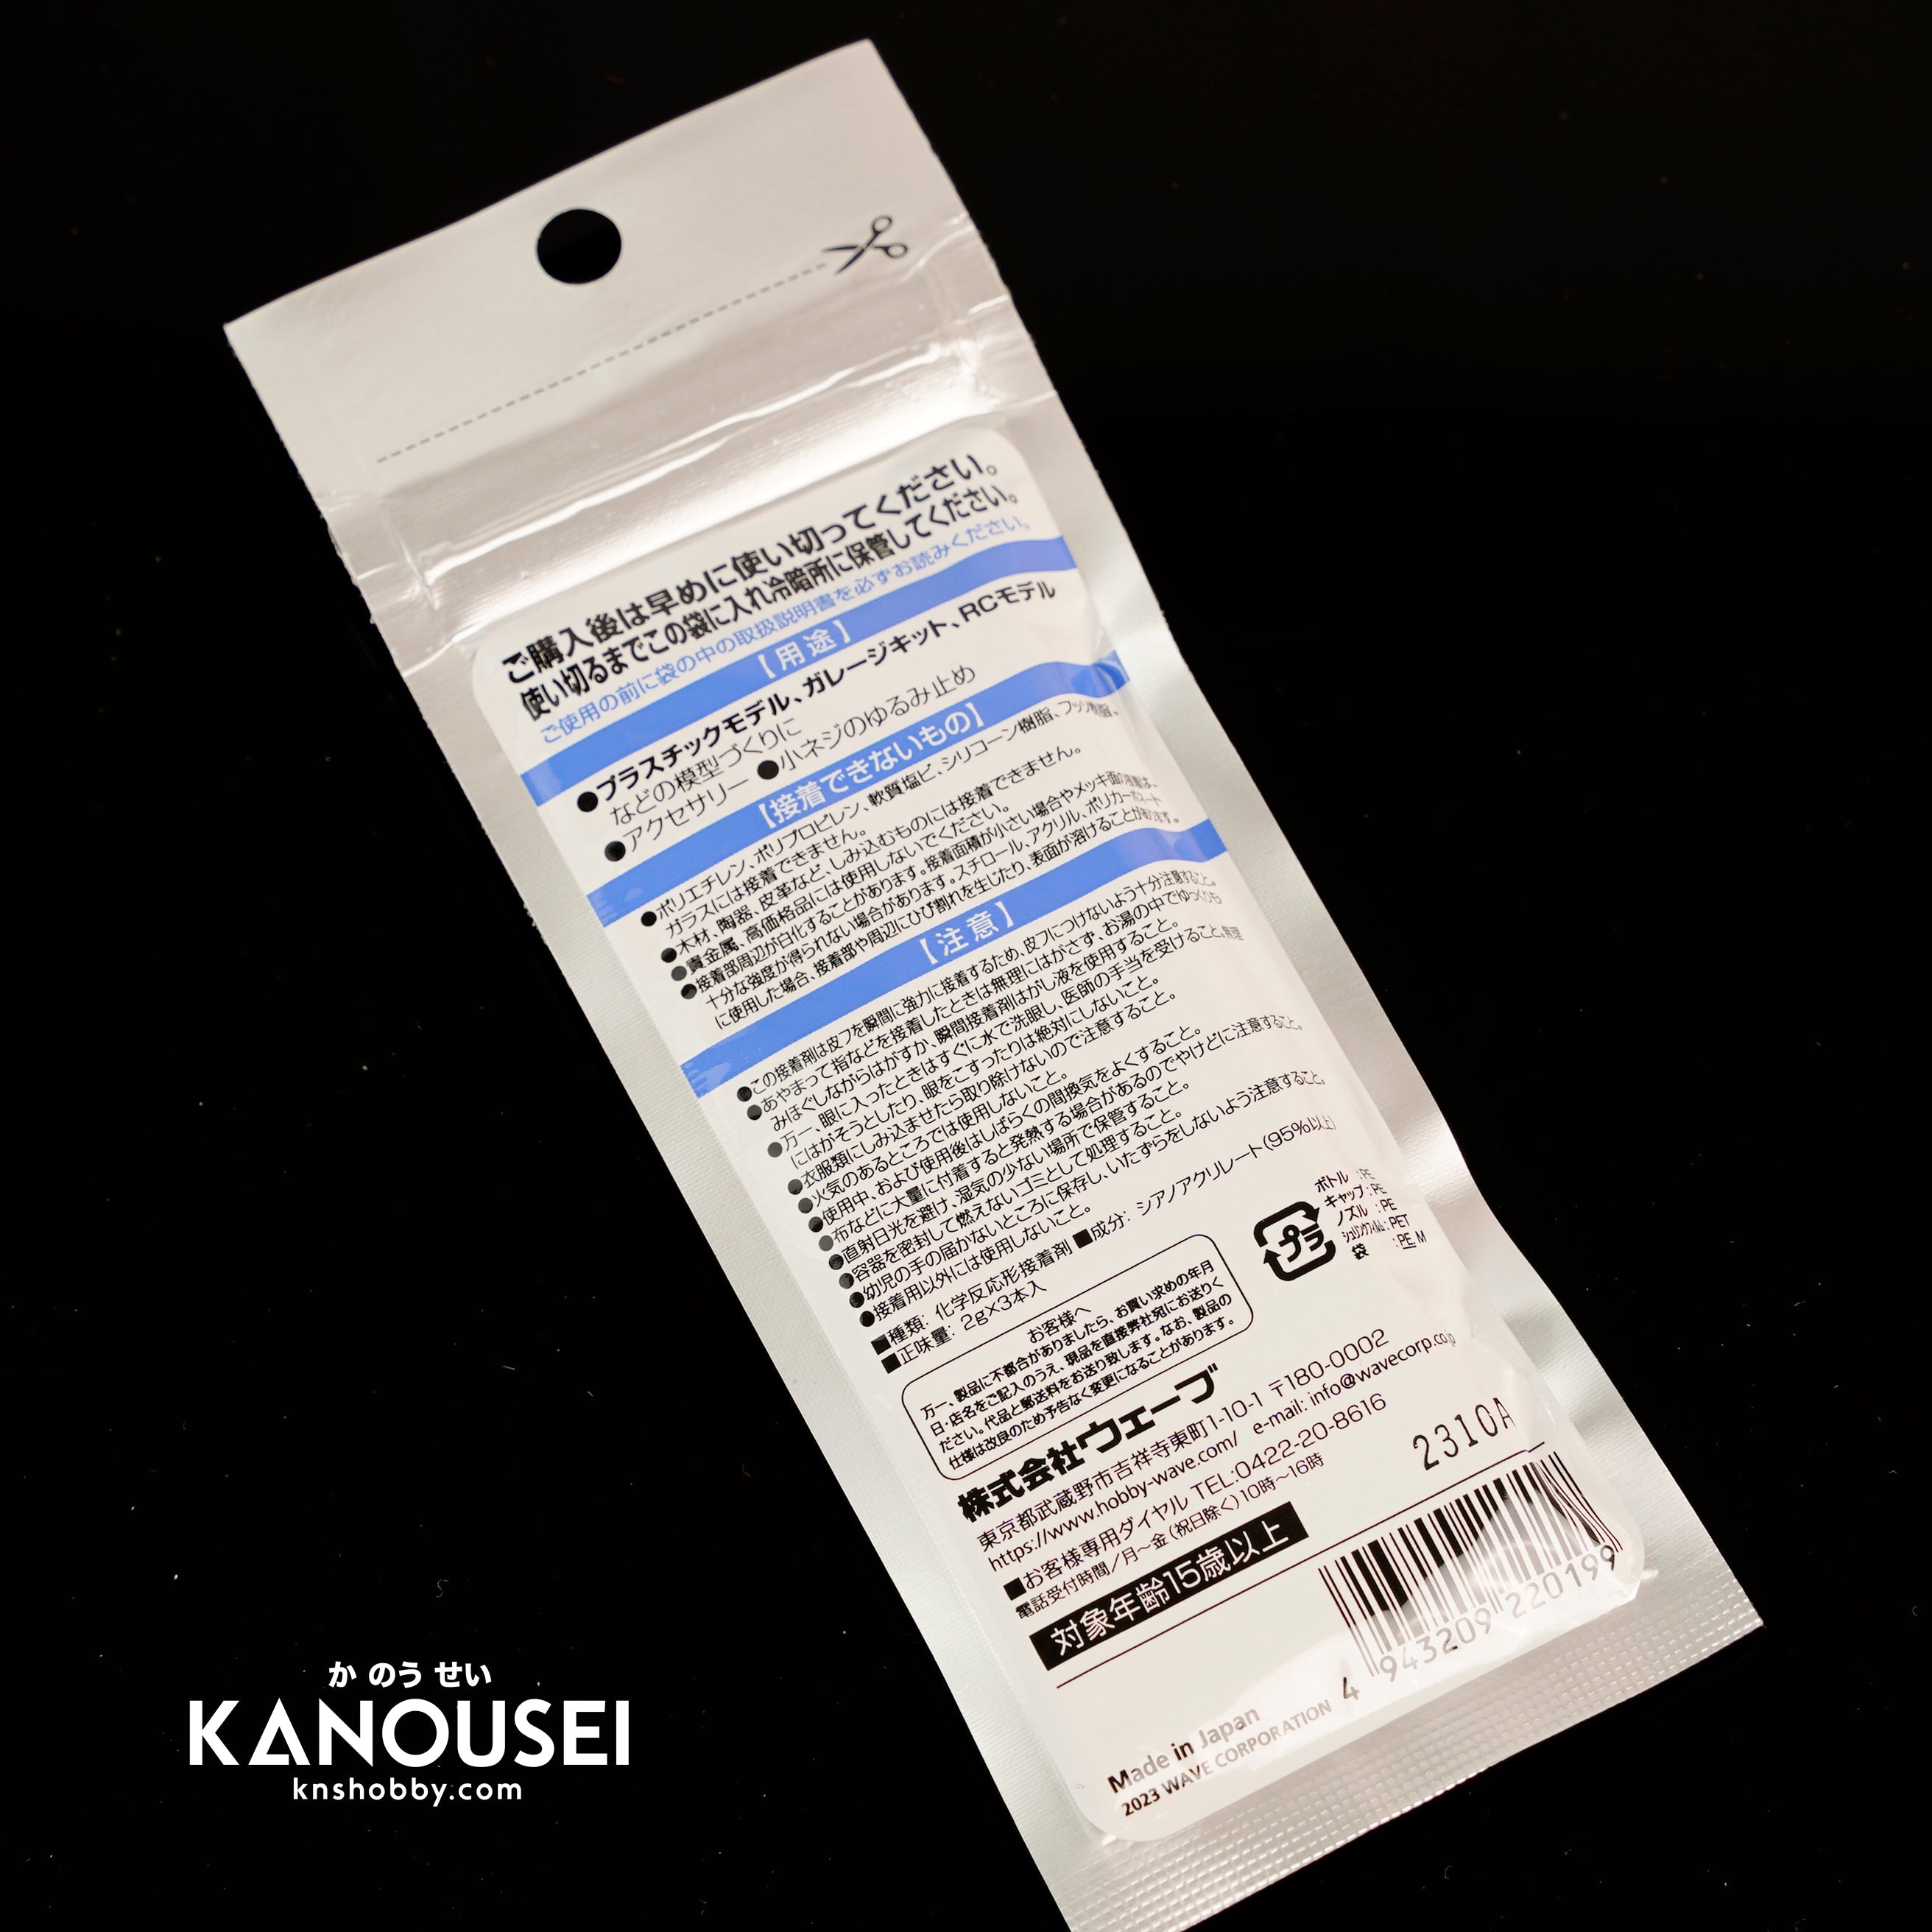 ご購入後は早めに使い切ってください。
使い切るまでこの袋に入れ冷暗所に保管してください。
ご使用の前に袋の中の取扱説明書を必ずお読みください。
【用途】
●プラスチックモデル、ガレージキット、RCモデル
などの模型づくりに
●アクセサリー ●小ネジのゆるみ止め
【接着できないもの】
●ポリエチレン、ポリプロピレン、軟質塩ビ、シリコーン樹脂、フッソ樹脂、
ガラスには接着できません。
●木材、陶器、皮革など、しみ込むものには接着できません。
●貴金属、高価格品には使用しないでください。
●接着部周辺が白化することがあります。接着面積が小さい場合やメッキ面の接着は、
十分な強度が得られない場合があります。スチロール、アクリル、ポリカーボネート
に使用した場合、接着部や周辺にひび割れを生じたり、表面が溶けることがあります。
【注意】
●この接着剤は皮フを瞬間に強力に接着するため、皮フにつけないよう十分注意すること。
●あやまって指などを接着したときは無理にはがさず、お湯の中でゆっくりも
みほぐしながらはがすか、瞬間接着剤はがし液を使用すること。
●万一、眼に入ったときはすぐに水で洗眼し、医師の手当を受けること。無理
にはがそうとしたり、眼をこすったりは絶対にしないこと。
●衣服類にしみ込ませたら取り除けないので注意すること。
●火気のあるところでは使用しないこと。
●使用中、および使用後はしばらくの間換気をよくすること。
●布などに大量に付着すると発熱する場合があるのでやけどに注意すること。
●直射日光を避け、湿気の少ない場所で保管すること。
●容器を密封して燃えないゴミとして処理すること。
●幼児の手の届かないところに保存し、いたずらをしないよう注意すること。
●接着用以外には使用しないこと。
■種類: 化学反応形接着剤 ■成分: シアノアクリレート(95%以上)
■正味量: 2g×3本入
プラ
ボトル :PE
キャップ:PE
ノズル :PE
シュリンクフィルム:PET
袋 :PE M
お客様へ
万一、製品に不都合がありましたら、お買い求めの年月
日・店名をご記入のうえ、現品を直接弊社宛にお送りく
ださい。代品と郵送料をお送り致します。なお、製品の
仕様は改良のため予告なく変更になることがあります。
株式会社ウェーブ
東京都武蔵野市吉祥寺東町1-10-1 〒180-0002
https://www.hobby-wave.com/ e-mail: info@wavecorp.co.jp
■お客様専用ダイヤル TEL:0422-20-8616
電話受付時間/月〜金(祝日除く)10時〜16時
対象年齢15歳以上
2310A
4 943209 220199
Made in Japan
2023 WAVE CORPORATION
か のう せい
KANOUSEI
knshobby.com